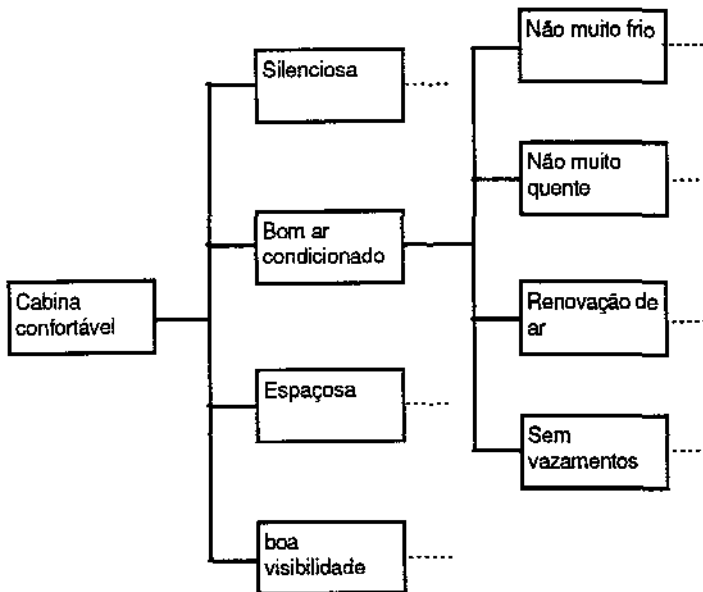 Cabina
confortável
Silenciosa
Bom ar
condicionado
Espaçosa
boa
visibilidade
Não muito frio
Não muito
quente
Renovação de
ar
Sem
vazamentos